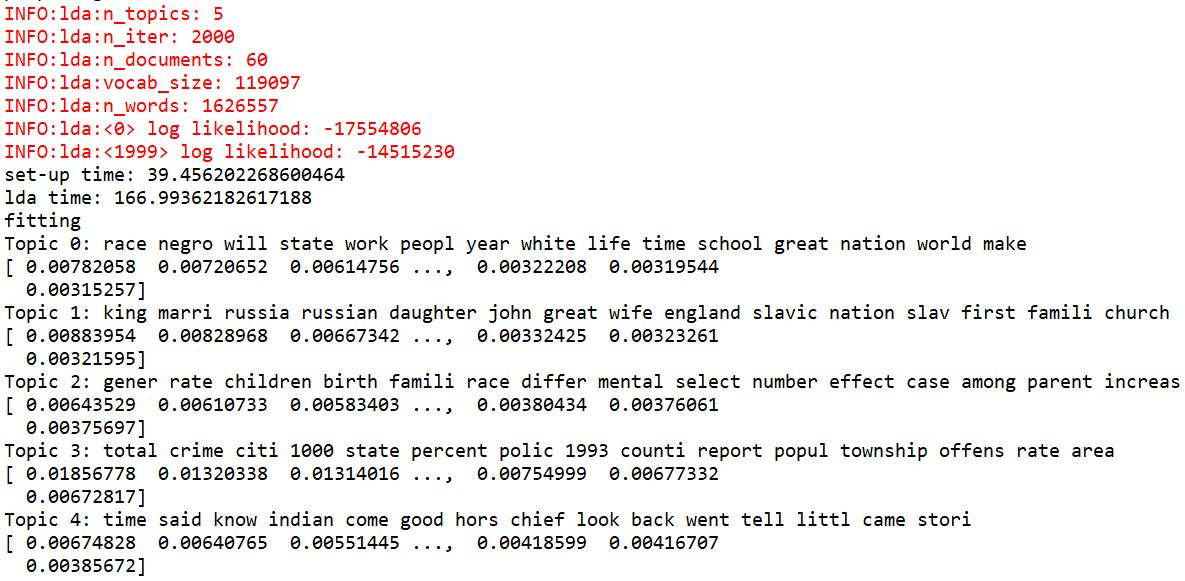 INFO:lda:n_topics: 5
INFO:lda:n_iter: 2000
INFO:lda:n_documents: 60
INFO:lda:vocab_size: 119097
INFO:lda:n_words: 1626557
INFO:lda:<0> log likelihood: -17554806
INFO:lda:<1999> log likelihood: -14515230
set-up time: 39.456202268600464
lda time: 166.99362182617188
fitting
Topic 0: race negro will state work peopl year white life time school great nation world make
[ 0.00782058  0.00720652  0.00614756 ...,  0.00322208  0.00319544
  0.00315257]
Topic 1: king marri russia russian daughter john great wife england slavic nation slav first famili church
[ 0.00883954  0.00828968  0.00667342 ...,  0.00332425  0.00323261
  0.00321595]
Topic 2: gener rate children birth famili race differ mental select number effect case among parent increas
[ 0.00643529  0.00610733  0.00583403 ...,  0.00380434  0.00376061
  0.00375697]
Topic 3: total crime citi 1000 state percent polic 1993 counti report popul township offens rate area
[ 0.01856778  0.01320338  0.01314016 ...,  0.00754999  0.00677332
  0.00672817]
Topic 4: time said know indian come good hors chief look back went tell littl came stori
[ 0.00674828  0.00640765  0.00551445 ...,  0.00418599  0.00416707
  0.00385672]